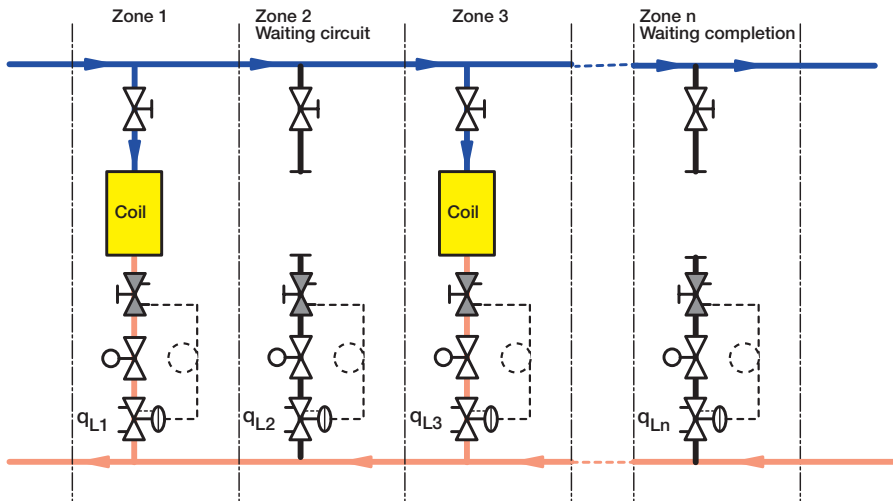 Zone 1
Zone 2
Waiting circuit
Zone 3
Zone n
Waiting completion
Coil
Coil
qL1
qL2
qL3
qLn